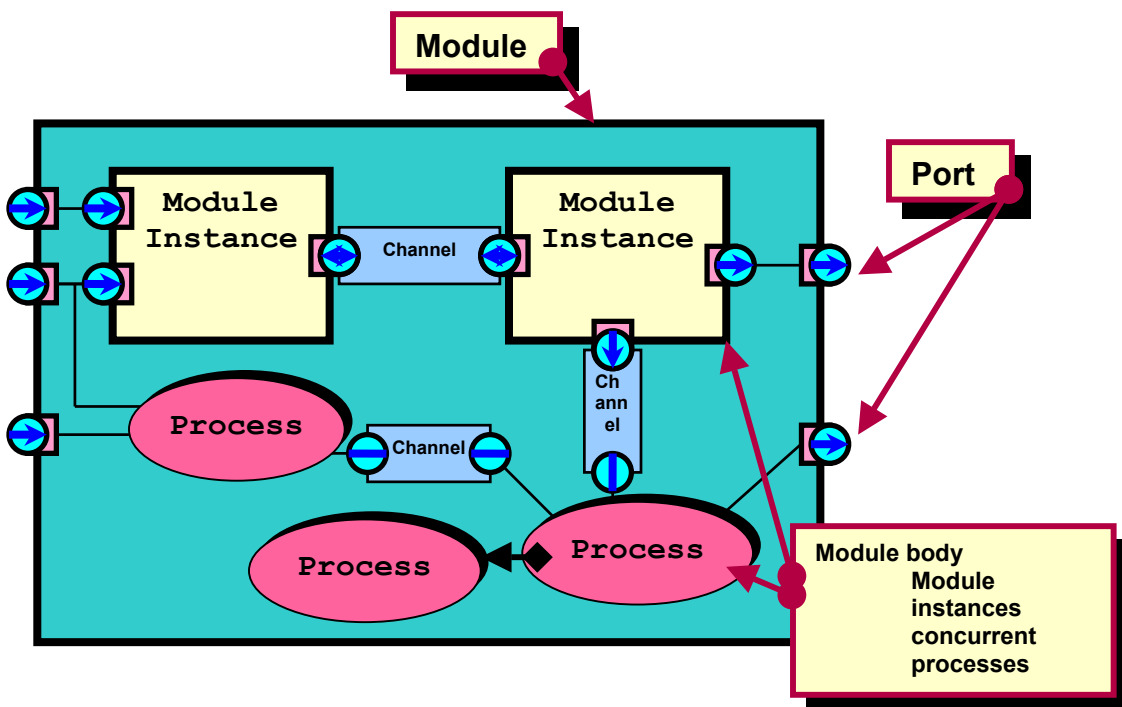 Module
Port
Module
Instance
Module
Instance
Channel
Ch
ann
el
Process
Channel
Process
Process
Module body
Module
instances
concurrent
processes